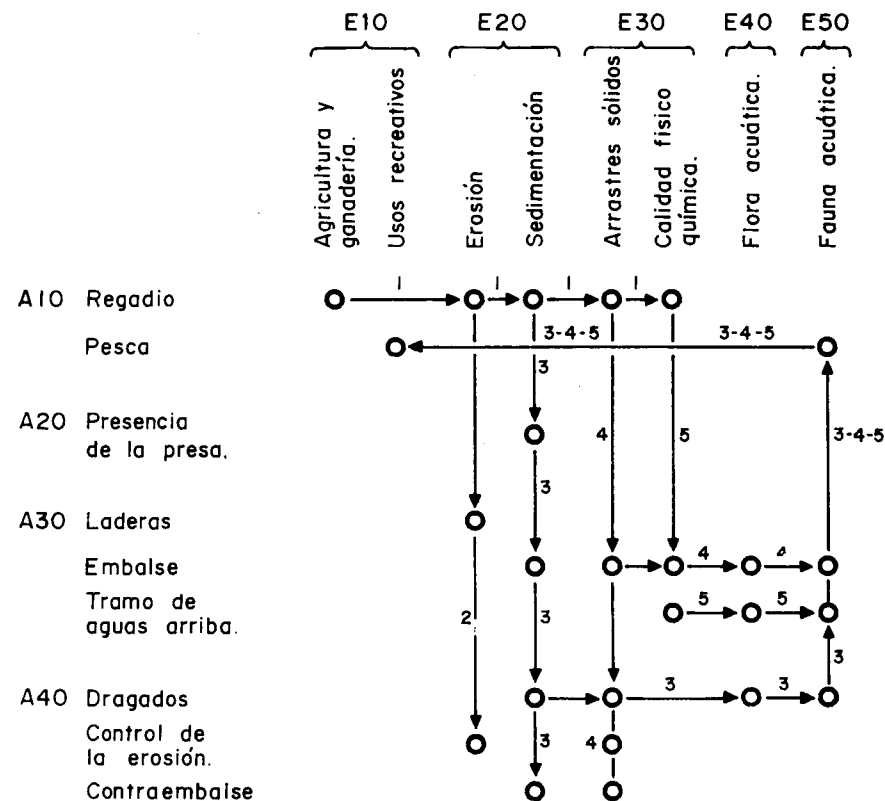 E10 E20 E30 E40 E50
Agricultura y
ganadería.
Usos recreativos
Erosión
Sedimentación
Arrastres sólidos
Calidad físico
química.
Flora acuática.
Fauna acuática.
A10 Regadio
1 1 1 1
Pesca
3-4-5 3-4-5
3
A20 Presencia
de la presa.
4 5 3-4-5
3
A30 Laderas
Embalse
4 4
Tramo de
aguas arriba.
5 5
2 3
3
A40 Dragados
3 3
Control de
la erosión.
3 4
Contraembalse